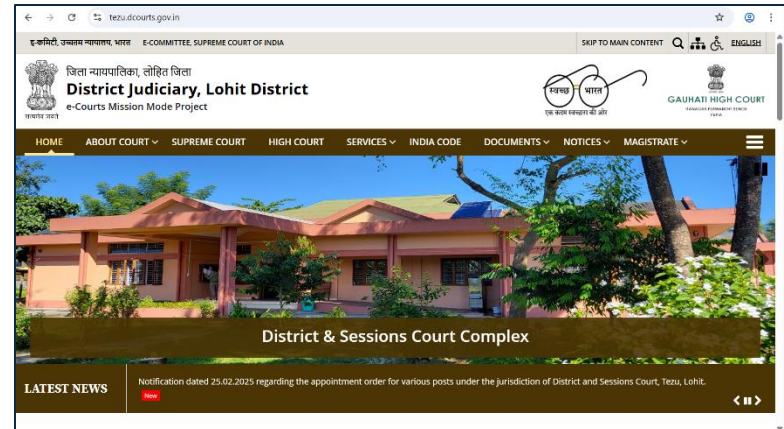 tezu.dcourts.gov.in
इ-कमिटी, उच्चतम न्यायालय, भारत E-COMMITTEE, SUPREME COURT OF INDIA SKIP TO MAIN CONTENT ENGLISH
जिला न्यायपालिका, लोहित जिला
District Judiciary, Lohit District
e-Courts Mission Mode Project
सत्यमेव जयते
स्वच्छ भारत
एक कदम स्वच्छता की ओर
GAUHATI HIGH COURT
HOME ABOUT COURT SUPREME COURT HIGH COURT SERVICES INDIA CODE DOCUMENTS NOTICES MAGISTRATE
District & Sessions Court Complex
LATEST NEWS
Notification dated 25.02.2025 regarding the appointment order for various posts under the jurisdiction of District and Sessions Court, Tezu, Lohit.
New